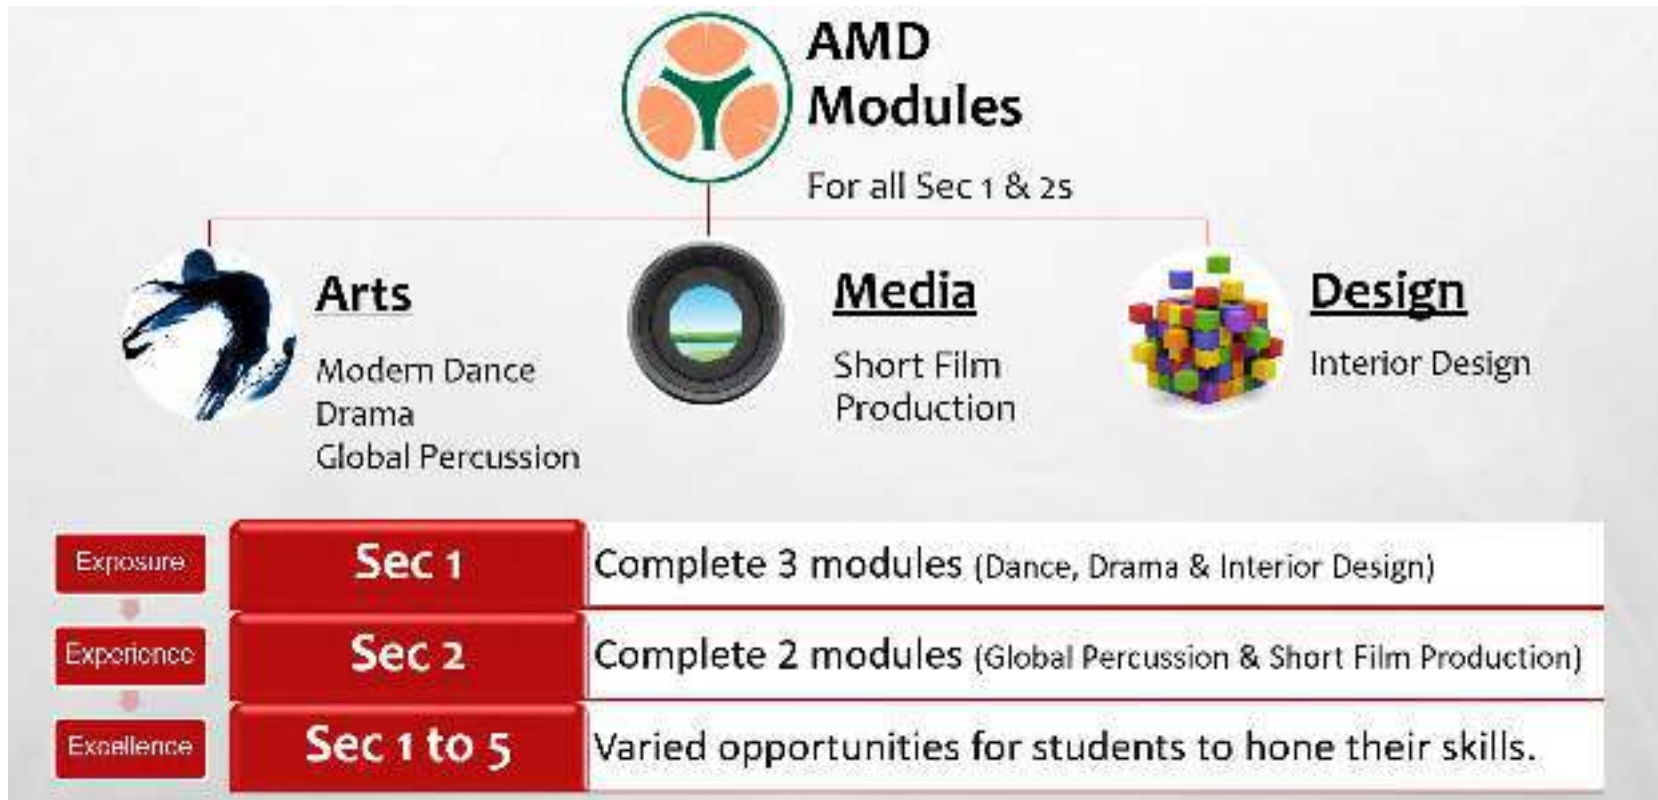 AMD
Modules
For all Sec 1 & 2s
Arts
Modern Dance
Drama
Global Percussion
Media
Short Film
Production
Design
Interior Design
Exposure
Sec 1
Complete 3 modules (Dance, Drama & Interior Design)
Experience
Sec 2
Complete 2 modules (Global Percussion & Short Film Production)
Excellence
Sec 1 to 5
Varied opportunities for students to hone their skills.